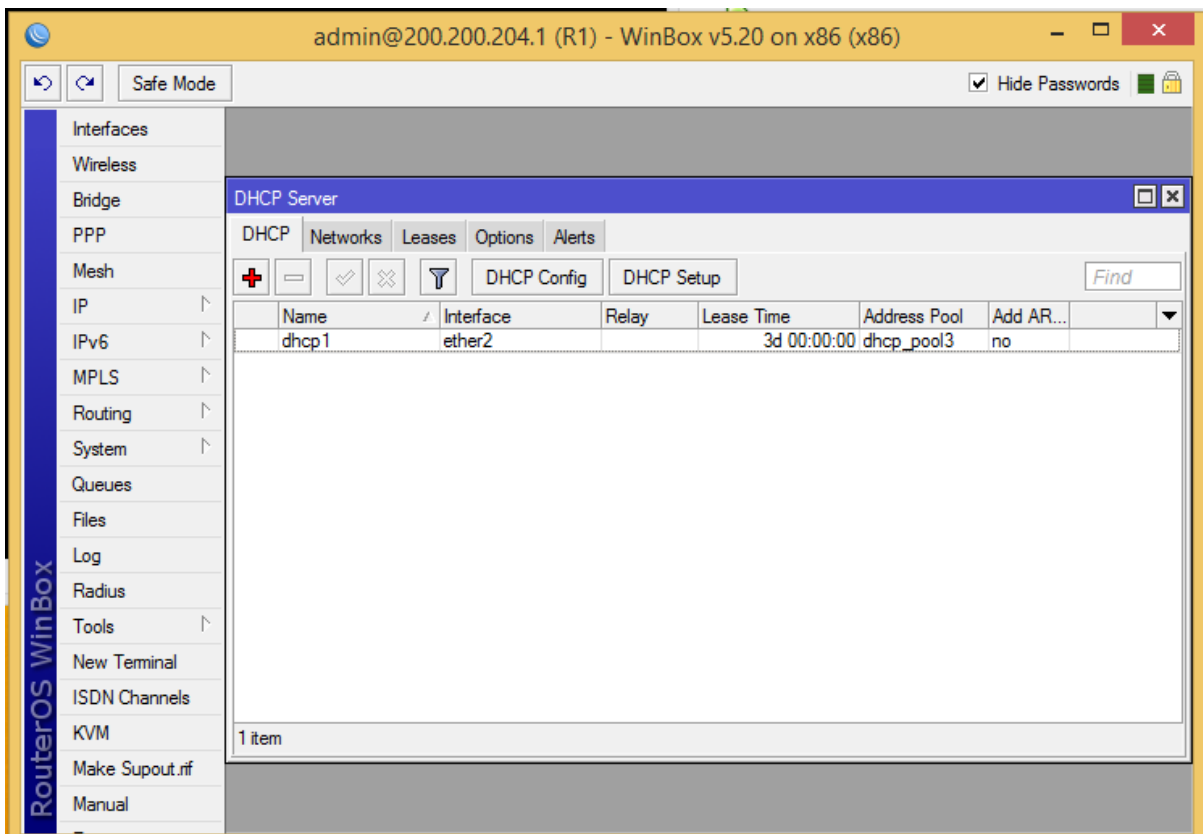 admin@200.200.204.1 (R1) - WinBox v5.20 on x86 (x86)
Safe Mode
Hide Passwords
RouterOS WinBox
Interfaces
Wireless
Bridge
PPP
Mesh
IP
IPv6
MPLS
Routing
System
Queues
Files
Log
Radius
Tools
New Terminal
ISDN Channels
KVM
Make Supout.rif
Manual
DHCP Server
DHCP Networks Leases Options Alerts
DHCP Config DHCP Setup Find
Name Interface Relay Lease Time Address Pool Add AR...
dhcp1 ether2 3d 00:00:00 dhcp_pool3 no
1 item